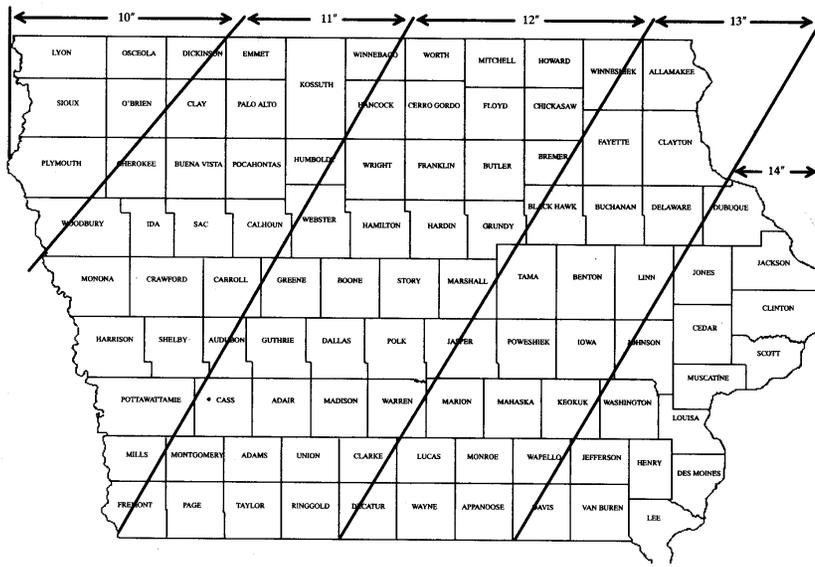 10" 11" 12" 13"
LYON OSCEOLA DICKINSON EMMET WINNEBAGO WORTH MITCHELL HOWARD WINNESHIEK ALLAMAKEE
KOSSUTH
SIOUX O'BRIEN CLAY PALO ALTO HANCOCK CERRO GORDO FLOYD CHICKASAW
FAYETTE CLAYTON
PLYMOUTH CHEROKEE BUENA VISTA POCAHONTAS HUMBOLDT WRIGHT FRANKLIN BUTLER BREMER
14"
WOODBURY IDA SAC CALHOUN WEBSTER HAMILTON HARDIN GRUNDY BLACK HAWK BUCHANAN DELAWARE DUBUQUE
MONONA CRAWFORD CARROLL GREENE BOONE STORY MARSHALL TAMA BENTON LINN JONES JACKSON
CLINTON
HARRISON SHELBY AUDUBON GUTHRIE DALLAS POLK JASPER POWESHIEK IOWA JOHNSON CEDAR
SCOTT
MUSCATINE
POTTAWATTAMIE CASS ADAIR MADISON WARREN MARION MAHASKA KEOKUK WASHINGTON
LOUISA
MILLS MONTGOMERY ADAMS UNION CLARKE LUCAS MONROE WAPELLO JEFFERSON HENRY
DES MOINES
FREMONT PAGE TAYLOR RINGGOLD DECATUR WAYNE APPANOOSE DAVIS VAN BUREN
LEE